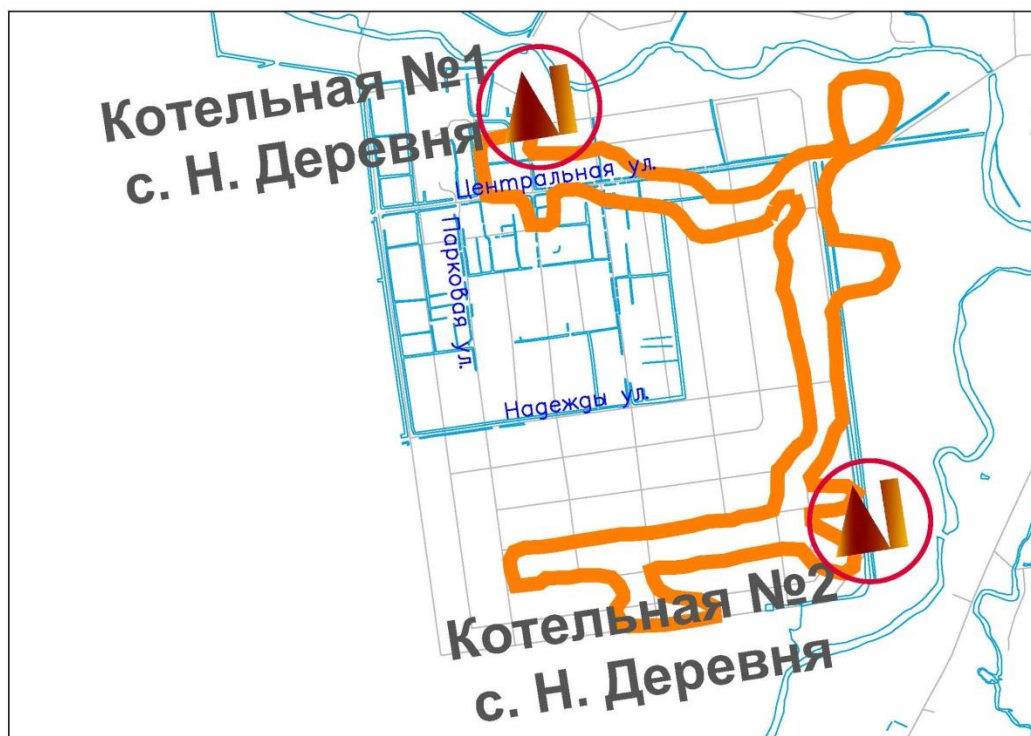 Котельная №1
с. Н. Деревня
Центральная ул.
Парковая ул.
Надежды ул.
Котельная №2
с. Н. Деревня